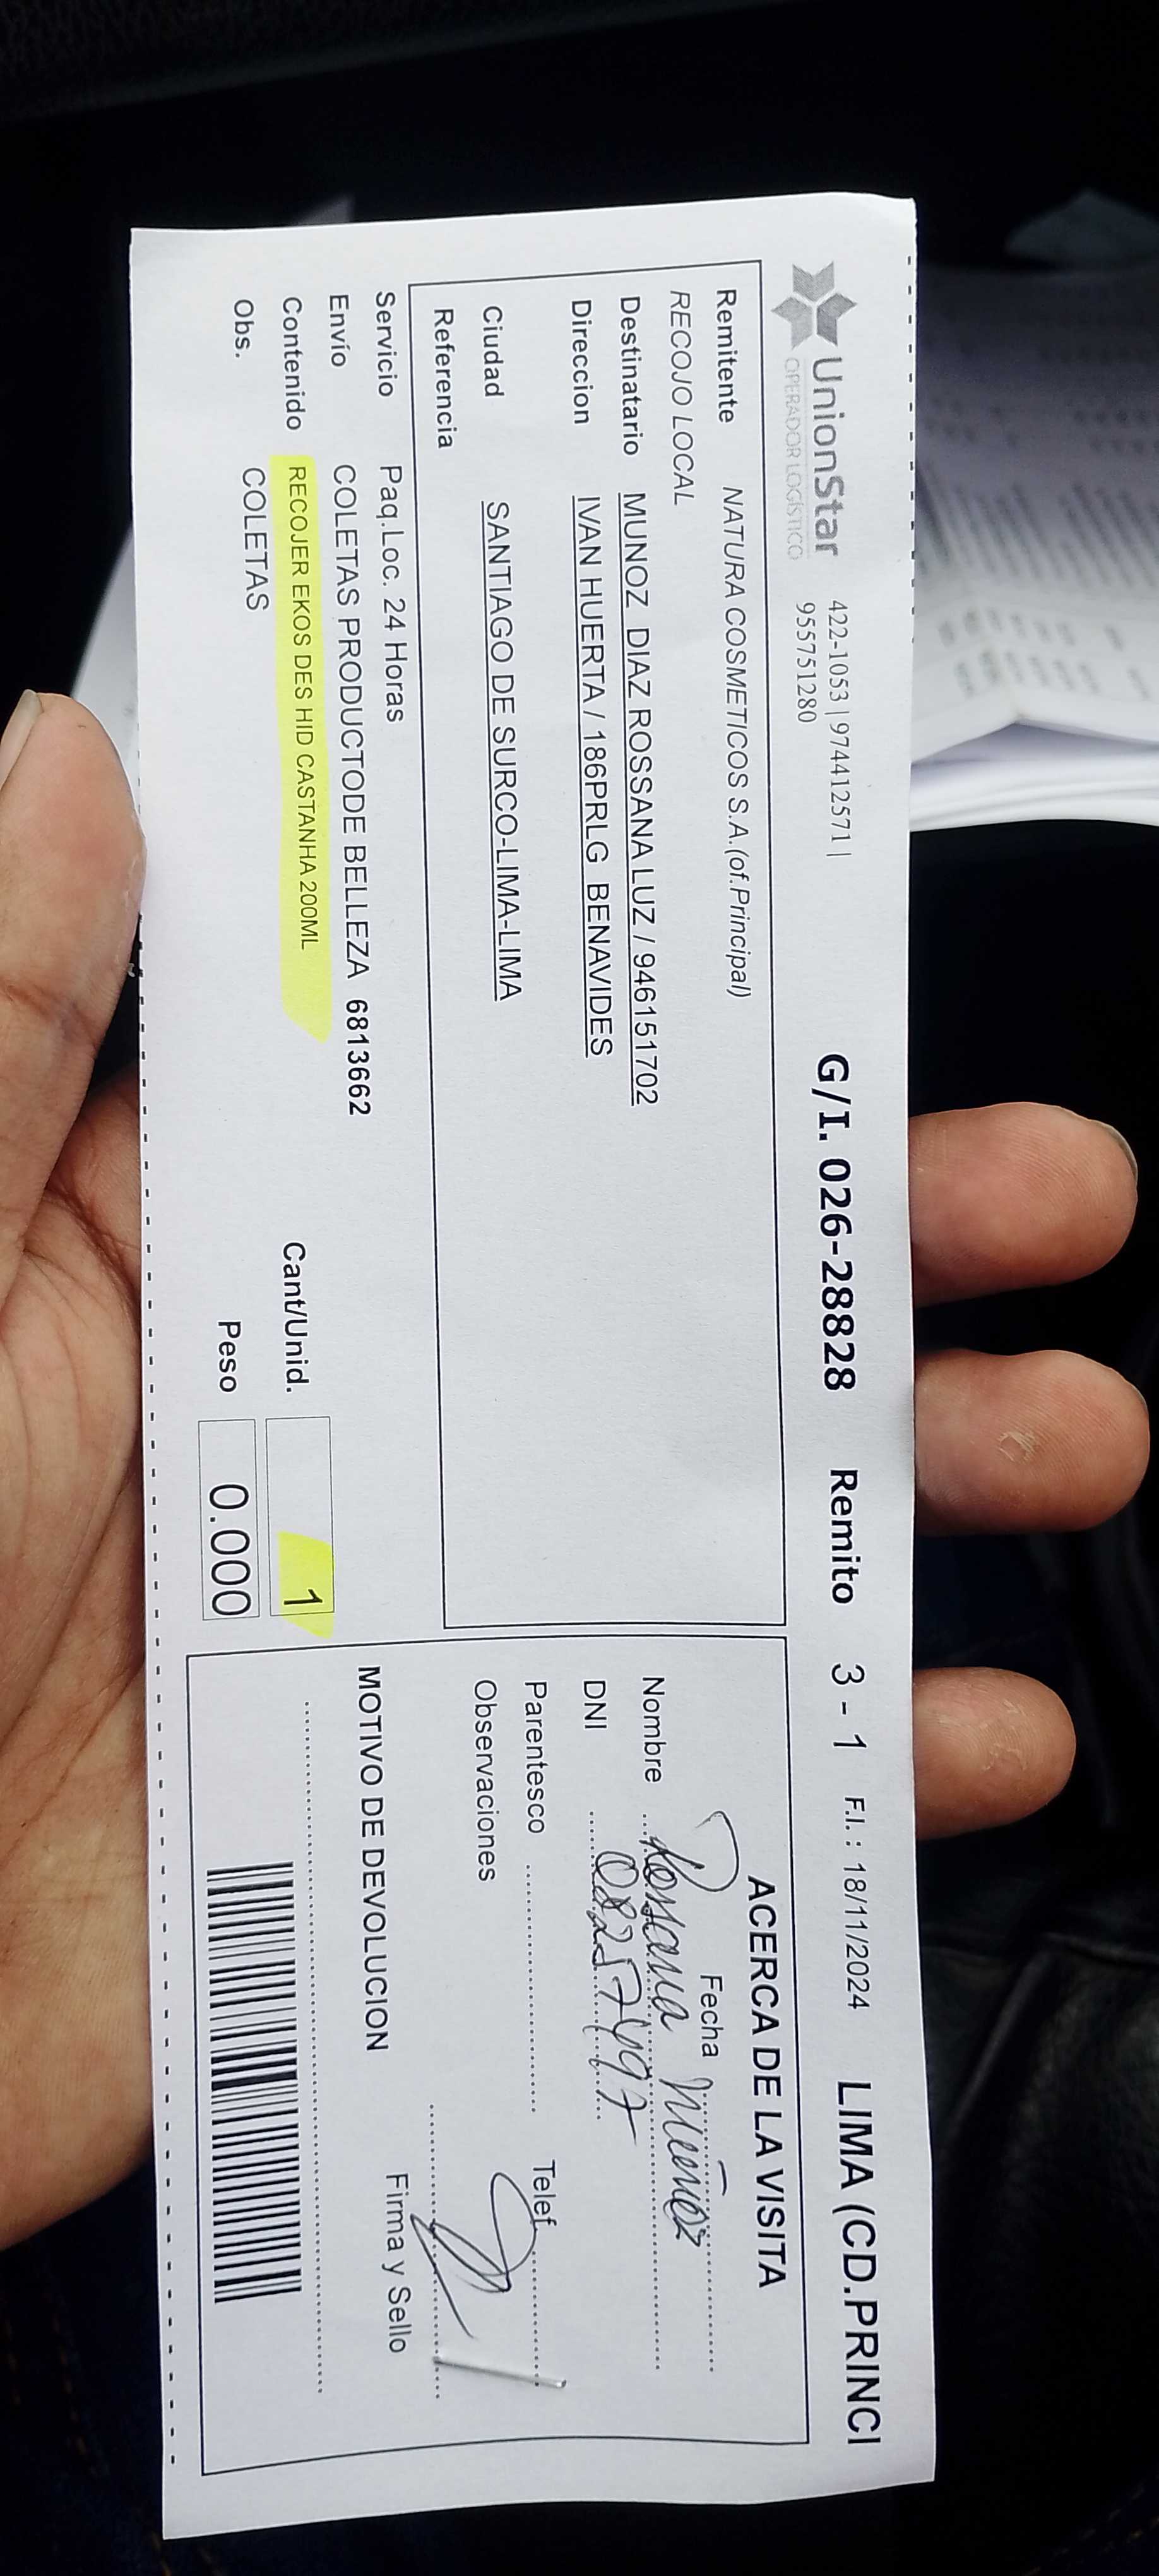 UnionStar
OPERADOR LOGÍSTICO
422-1053 | 974412571 |
955751280
G/I. 026-28828 Remito 3 - 1 F.I. : 18/11/2024 LIMA (CD.PRINCI
Remitente NATURA COSMETICOS S.A.(of.Principal)
RECOJO LOCAL
Destinatario MUNOZ DIAZ ROSSANA LUZ / 946151702
Direccion IVAN HUERTA / 186PRLG BENAVIDES
Ciudad SANTIAGO DE SURCO-LIMA-LIMA
Referencia
Servicio Paq.Loc. 24 Horas
Envío COLETAS PRODUCTODE BELLEZA 6813662
Contenido RECOJER EKOS DES HID CASTANHA 200ML
Cant/Unid. 1
Obs. COLETAS
Peso 0.000
ACERCA DE LA VISITA
Fecha
Nombre Rossana Muñoz
DNI 08257497
Parentesco
Telef
Observaciones
Firma y Sello
MOTIVO DE DEVOLUCION